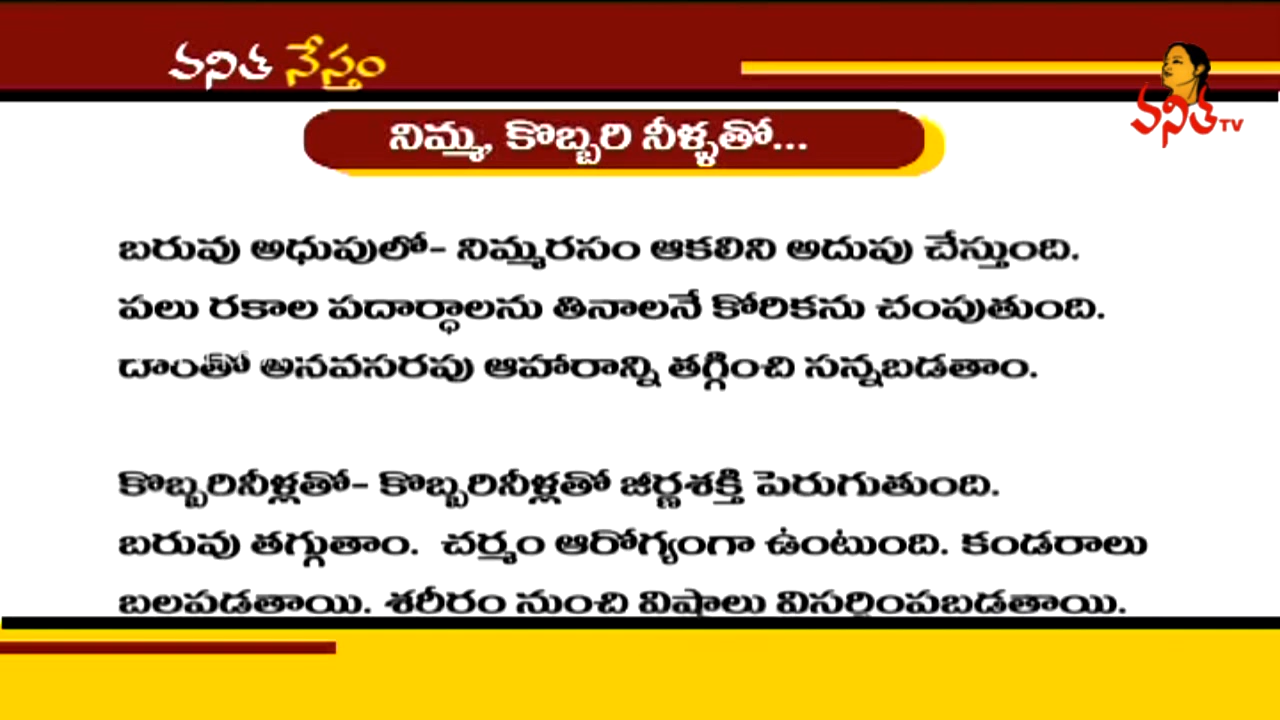 వనిత నేస్తం
వనిత TV
నిమ్మ, కొబ్బరి నీళ్ళతో...
బరువు అధుపులో- నిమ్మరసం ఆకలిని అదుపు చేస్తుంది.
పలు రకాల పదార్ధాలను తినాలనే కోరికను చంపుతుంది.
దాంతో అనవసరపు ఆహారాన్ని తగ్గించి సన్నబడతాం.
కొబ్బరినీళ్లతో- కొబ్బరినీళ్లతో జీర్ణశక్తి పెరుగుతుంది.
బరువు తగ్గుతాం. చర్మం ఆరోగ్యంగా ఉంటుంది. కండరాలు
బలపడతాయి. శరీరం నుంచి విషాలు విసర్జింపబడతాయి.